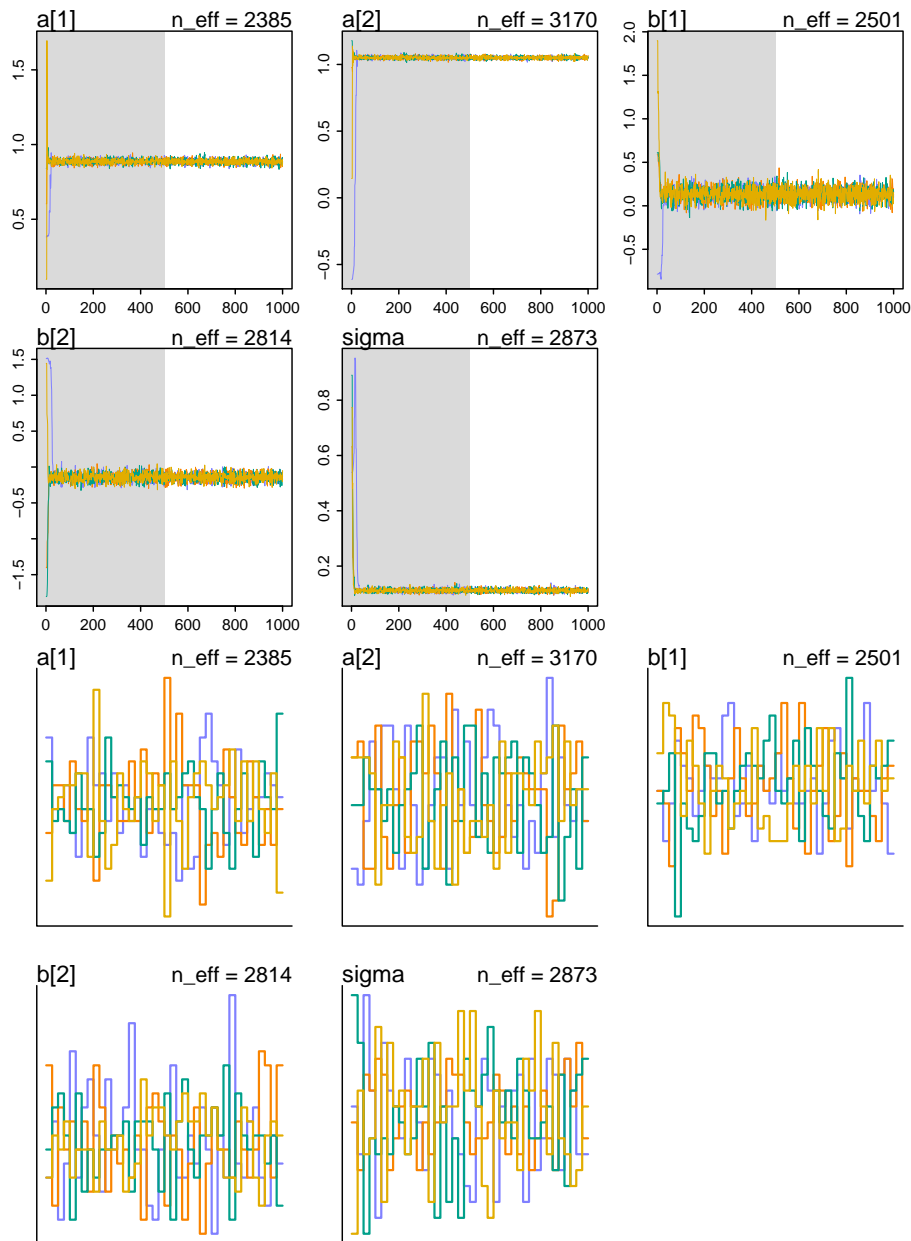 a[1] n_eff = 2385 a[2] n_eff = 3170 b[1] n_eff = 2501
1.5 1.0 0.5
1.0 0.5 0.0 −0.5
2.0 1.5 1.0 0.5 0.0 −0.5
0 200 400 600 800 1000 0 200 400 600 800 1000 0 200 400 600 800 1000
b[2] n_eff = 2814 sigma n_eff = 2873
1.5 1.0 0.5 −0.5 −1.5
0.8 0.6 0.4 0.2
0 200 400 600 800 1000 0 200 400 600 800 1000
a[1] n_eff = 2385 a[2] n_eff = 3170 b[1] n_eff = 2501
b[2] n_eff = 2814 sigma n_eff = 2873